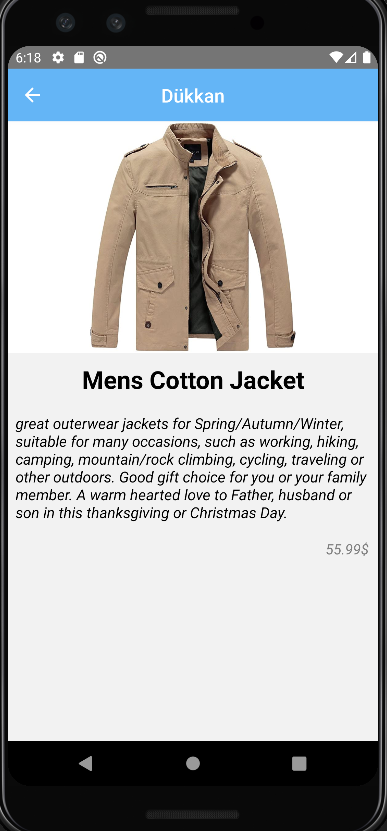 6:18
Dükkan
Mens Cotton Jacket
great outerwear jackets for Spring/Autumn/Winter,
suitable for many occasions, such as working, hiking,
camping, mountain/rock climbing, cycling, traveling or
other outdoors. Good gift choice for you or your family
member. A warm hearted love to Father, husband or
son in this thanksgiving or Christmas Day.
55.99$